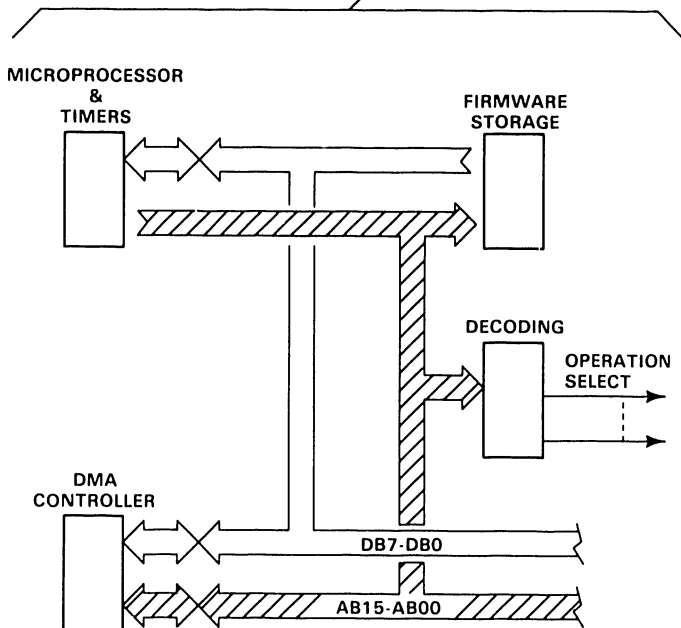 MICROPROCESSOR
&
TIMERS
FIRMWARE
STORAGE
DECODING
OPERATION
SELECT
DMA
CONTROLLER
DB7-DB0
AB15-AB00